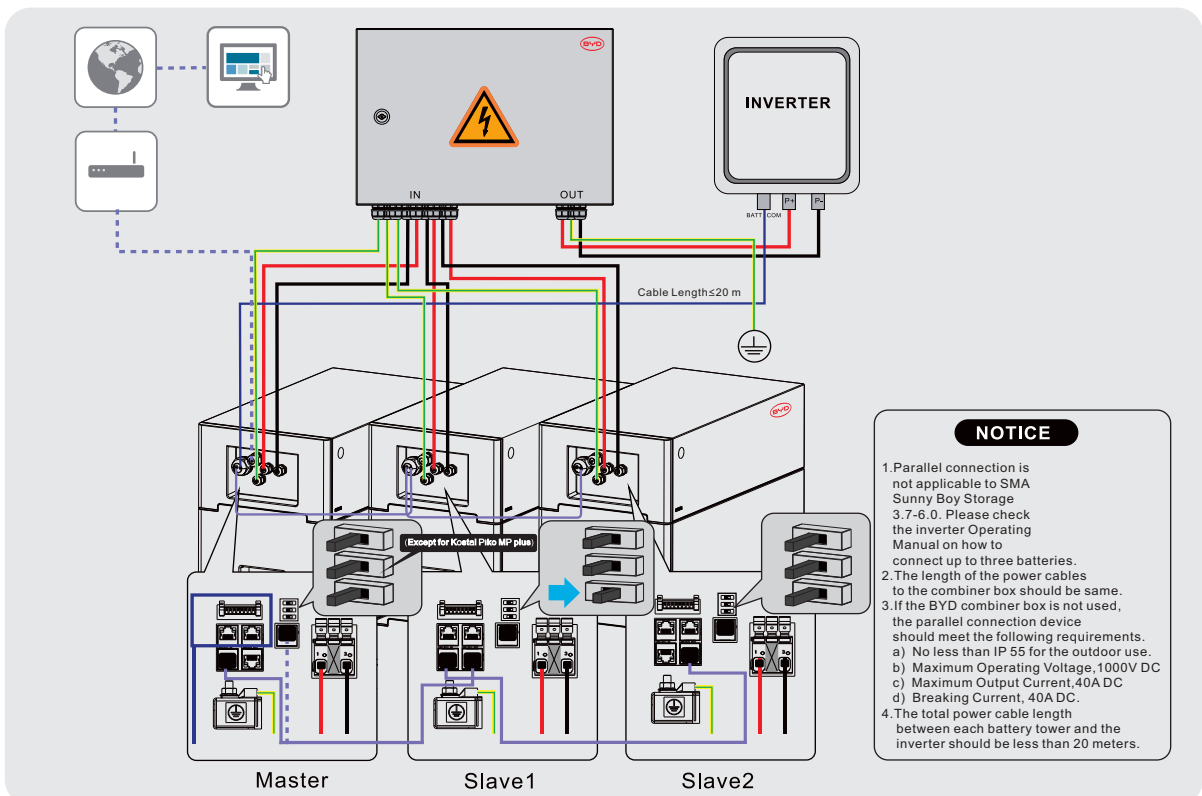 BYD
IN
OUT
INVERTER
BATT COM
P+
P-
Cable Length≤20 m
BYD
(Except for Kostal Piko MP plus)
Master
Slave1
Slave2
NOTICE
1.Parallel connection is
not applicable to SMA
Sunny Boy Storage
3.7-6.0. Please check
the inverter Operating
Manual on how to
connect up to three batteries.
2.The length of the power cables
to the combiner box should be same.
3.If the BYD combiner box is not used,
the parallel connection device
should meet the following requirements.
a) No less than IP 55 for the outdoor use.
b) Maximum Operating Voltage,1000V DC
c) Maximum Output Current,40A DC
d) Breaking Current, 40A DC.
4.The total power cable length
between each battery tower and the
inverter should be less than 20 meters.